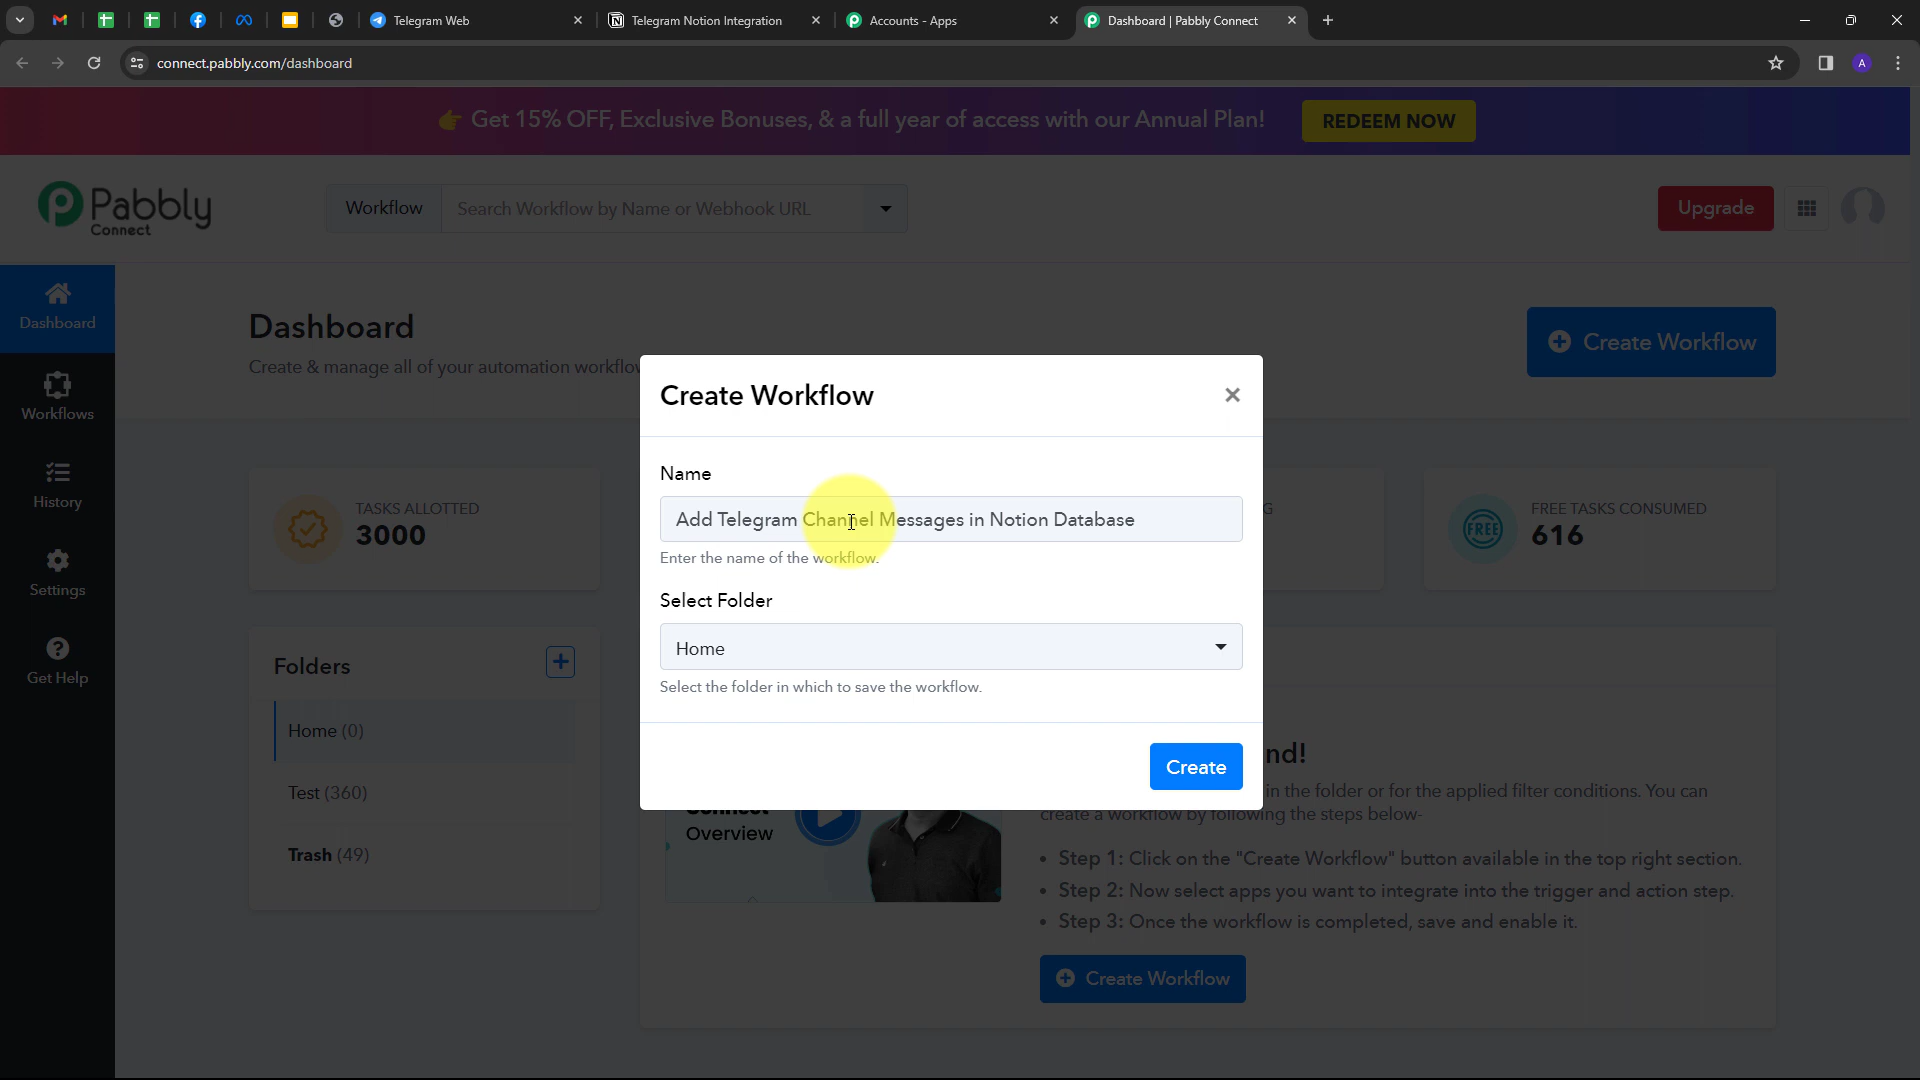 Telegram Web
Telegram Notion Integration
Accounts - Apps
Dashboard | Pabbly Connect
connect.pabbly.com/dashboard
A
👉 Get 15% OFF, Exclusive Bonuses, & a full year of access with our Annual Plan!
REDEEM NOW
Pabbly
Connect
Workflow
Search Workflow by Name or Webhook URL
Upgrade
Dashboard
Workflows
History
Settings
Get Help
Dashboard
Create & manage all of your automation workflow
Create Workflow
TASKS ALLOTTED
3000
G
FREE
FREE TASKS CONSUMED
616
Folders
Home (0)
Test (360)
Trash (49)
Create Workflow
Name
Add Telegram Channel Messages in Notion Database
Enter the name of the workflow.
Select Folder
Home
Select the folder in which to save the workflow.
Create
Connect
Overview
nd!
in the folder or for the applied filter conditions. You can
create a workflow by following the steps below-
• Step 1: Click on the "Create Workflow" button available in the top right section.
• Step 2: Now select apps you want to integrate into the trigger and action step.
• Step 3: Once the workflow is completed, save and enable it.
Create Workflow